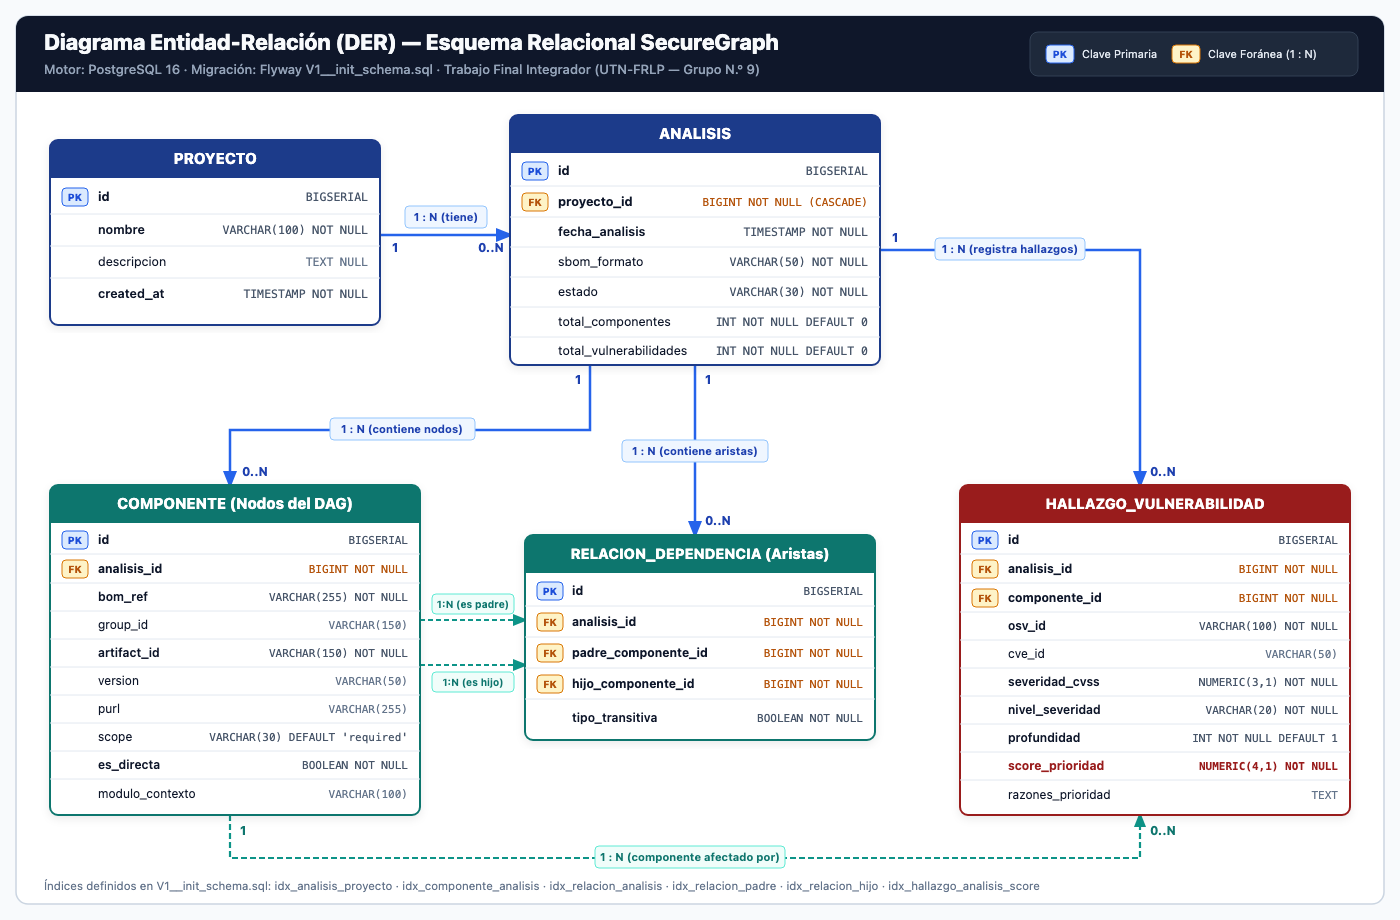 Diagrama Entidad-Relación (DER) — Esquema Relacional SecureGraph
Motor: PostgreSQL 16 · Migración: Flyway V1__init_schema.sql · Trabajo Final Integrador (UTN-FRLP — Grupo N.º 9)
PK Clave Primaria FK Clave Foránea (1 : N)
PROYECTO
PK id BIGSERIAL
nombre VARCHAR(100) NOT NULL
descripcion TEXT NULL
created_at TIMESTAMP NOT NULL
1 : N (tiene)
1
0..N
ANALISIS
PK id BIGSERIAL
FK proyecto_id BIGINT NOT NULL (CASCADE)
fecha_analisis TIMESTAMP NOT NULL
sbom_formato VARCHAR(50) NOT NULL
estado VARCHAR(30) NOT NULL
total_componentes INT NOT NULL DEFAULT 0
total_vulnerabilidades INT NOT NULL DEFAULT 0
1
1 : N (registra hallazgos)
0..N
1
1 : N (contiene nodos)
0..N
1
1 : N (contiene aristas)
0..N
COMPONENTE (Nodos del DAG)
PK id BIGSERIAL
FK analisis_id BIGINT NOT NULL
bom_ref VARCHAR(255) NOT NULL
group_id VARCHAR(150)
artifact_id VARCHAR(150) NOT NULL
version VARCHAR(50)
purl VARCHAR(255)
scope VARCHAR(30) DEFAULT 'required'
es_directa BOOLEAN NOT NULL
modulo_contexto VARCHAR(100)
1:N (es padre)
1:N (es hijo)
RELACION_DEPENDENCIA (Aristas)
PK id BIGSERIAL
FK analisis_id BIGINT NOT NULL
FK padre_componente_id BIGINT NOT NULL
FK hijo_componente_id BIGINT NOT NULL
tipo_transitiva BOOLEAN NOT NULL
HALLAZGO_VULNERABILIDAD
PK id BIGSERIAL
FK analisis_id BIGINT NOT NULL
FK componente_id BIGINT NOT NULL
osv_id VARCHAR(100) NOT NULL
cve_id VARCHAR(50)
severidad_cvss NUMERIC(3,1) NOT NULL
nivel_severidad VARCHAR(20) NOT NULL
profundidad INT NOT NULL DEFAULT 1
score_prioridad NUMERIC(4,1) NOT NULL
razones_prioridad TEXT
1
1 : N (componente afectado por)
0..N
Índices definidos en V1__init_schema.sql: idx_analisis_proyecto · idx_componente_analisis · idx_relacion_analisis · idx_relacion_padre · idx_relacion_hijo · idx_hallazgo_analisis_score